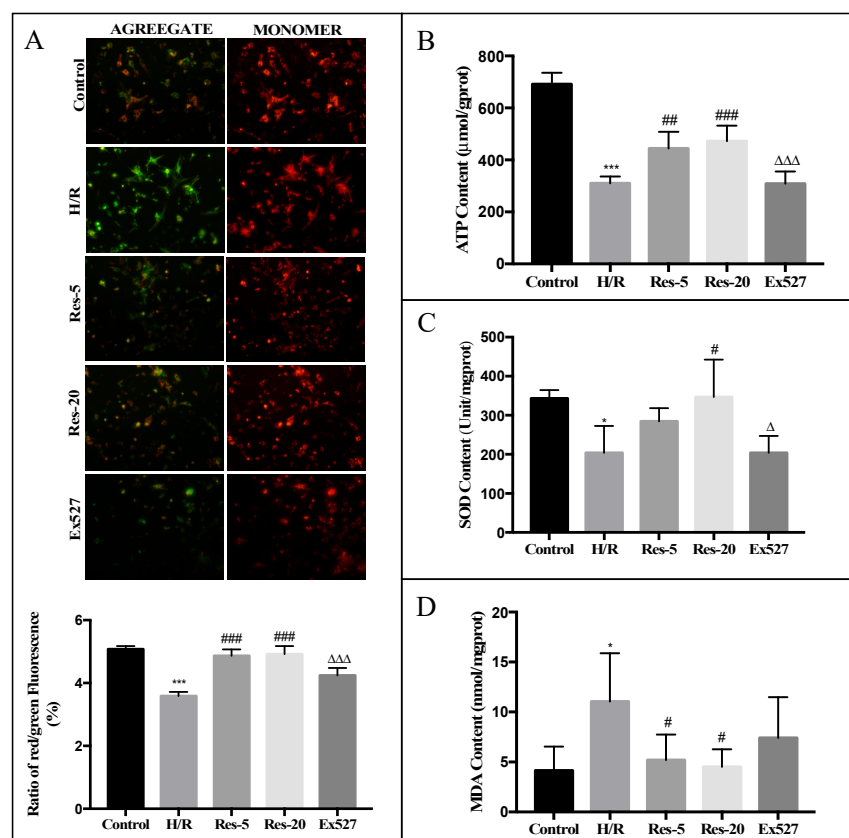 A
AGREEGATE MONOMER
Control
H/R
Res-5
Res-20
Ex527
Ratio of red/green Fluorescence
(%)
6
4
2
0
***
###
###
ΔΔΔ
Control H/R Res-5 Res-20 Ex527
B
ATP Content (μmol/gprot)
800
600
400
200
0
***
##
###
ΔΔΔ
Control H/R Res-5 Res-20 Ex527
C
SOD Content (Unit/mgprot)
500
400
300
200
100
0
*
#
Δ
Control H/R Res-5 Res-20 Ex527
D
MDA Content (nmol/mgprot)
20
15
10
5
0
*
#
#
Control H/R Res-5 Res-20 Ex527